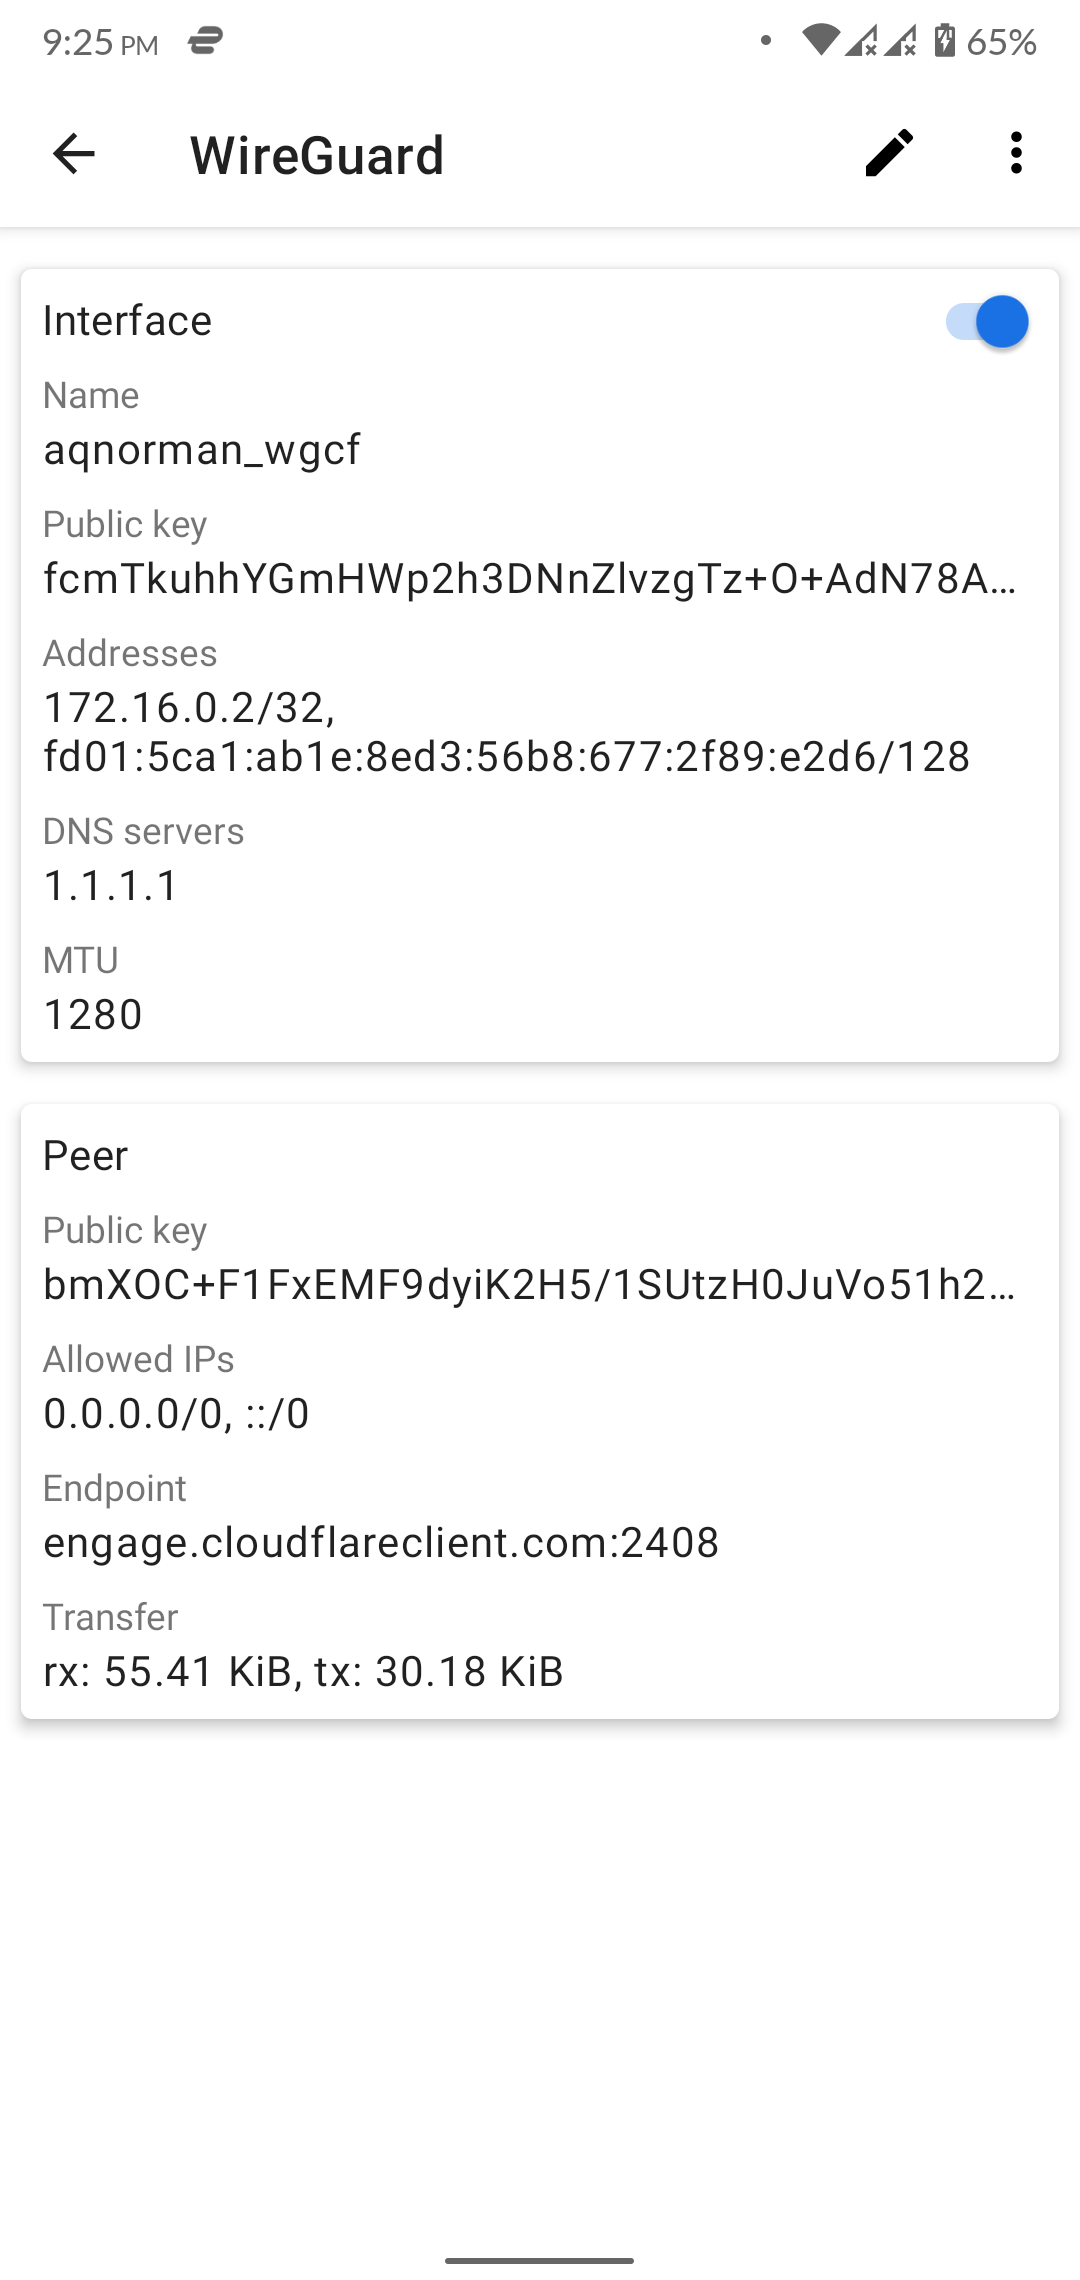 9:25 PM
65%
WireGuard
Interface
Name
aqnorman_wgcf
Public key
fcmTkuhhYGmHWp2h3DNnZlvzgTz+O+AdN78A…
Addresses
172.16.0.2/32,
fd01:5ca1:ab1e:8ed3:56b8:677:2f89:e2d6/128
DNS servers
1.1.1.1
MTU
1280
Peer
Public key
bmXOC+F1FxEMF9dyiK2H5/1SUtzH0JuVo51h2…
Allowed IPs
0.0.0.0/0, ::/0
Endpoint
engage.cloudflareclient.com:2408
Transfer
rx: 55.41 KiB, tx: 30.18 KiB